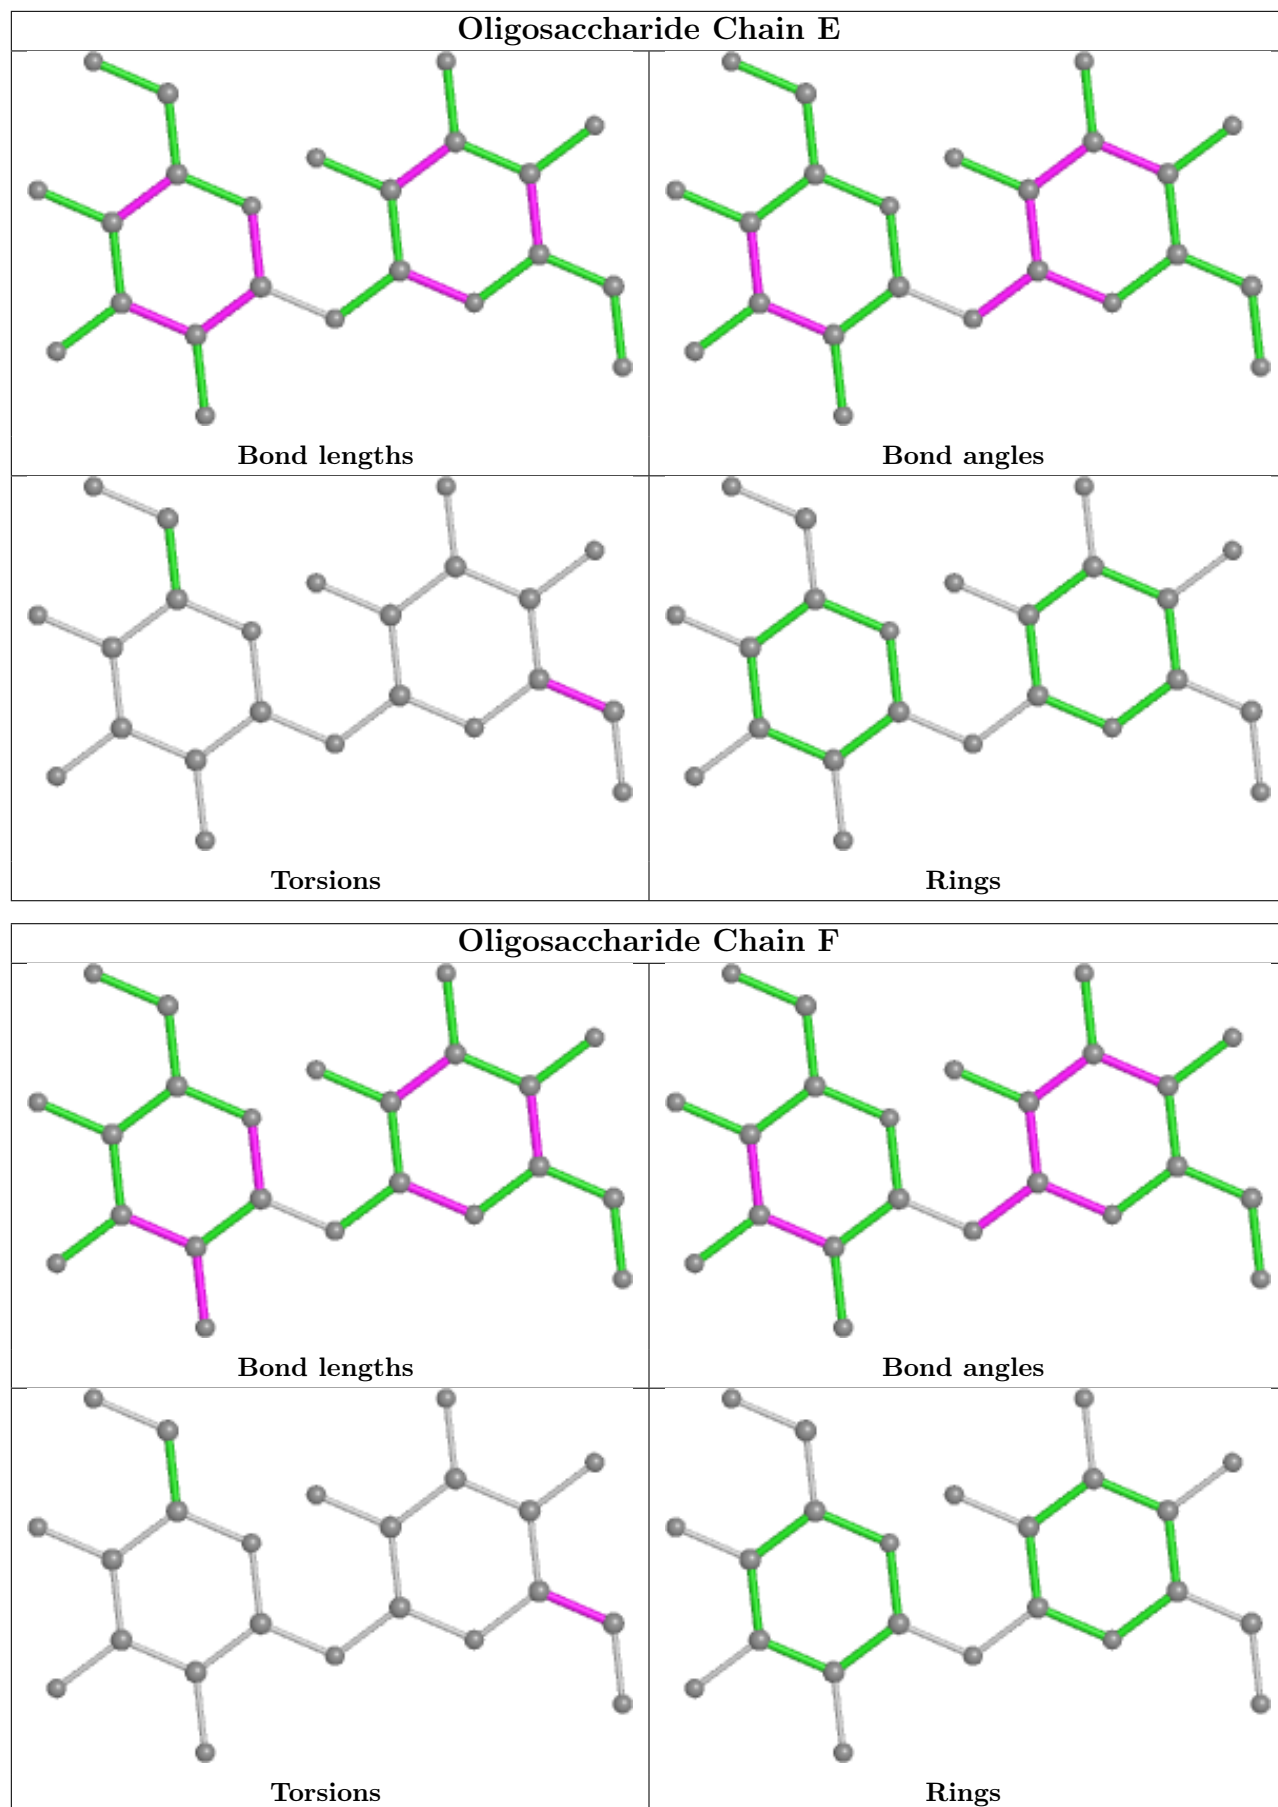 Oligosaccharide Chain E
Bond lengths
Bond angles
Torsions
Rings
Oligosaccharide Chain F
Bond lengths
Bond angles
Torsions
Rings